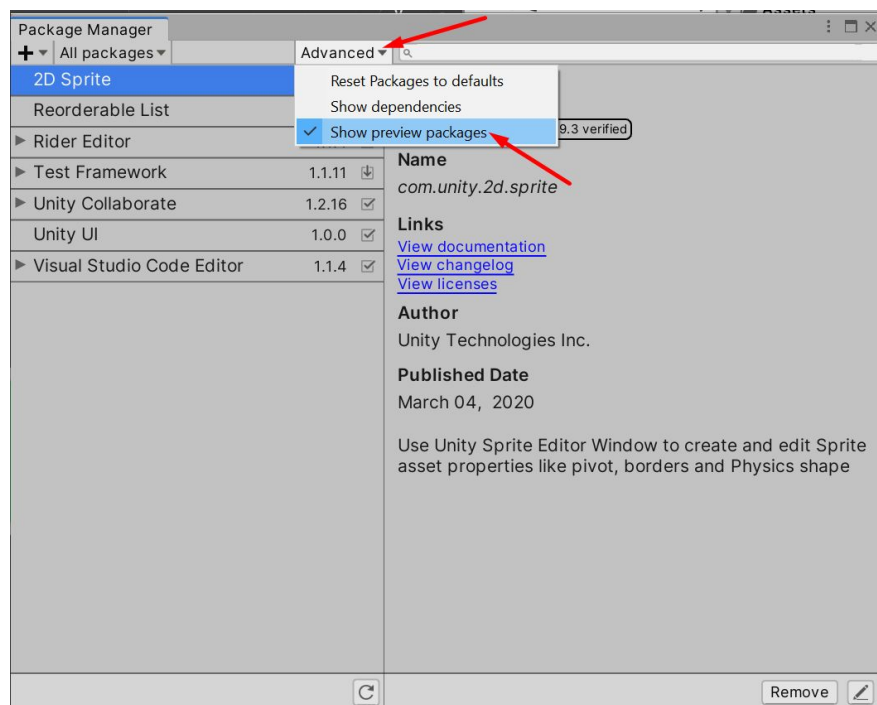 Assets
Package Manager
All packages
Advanced
2D Sprite
Reset Packages to defaults
Reorderable List
Show dependencies
Show preview packages
9.3 verified
Rider Editor
Name
Test Framework 1.1.11
com.unity.2d.sprite
Unity Collaborate 1.2.16
Links
Unity UI 1.0.0
View documentation
Visual Studio Code Editor 1.1.4
View changelog
View licenses
Author
Unity Technologies Inc.
Published Date
March 04, 2020
Use Unity Sprite Editor Window to create and edit Sprite
asset properties like pivot, borders and Physics shape
Remove